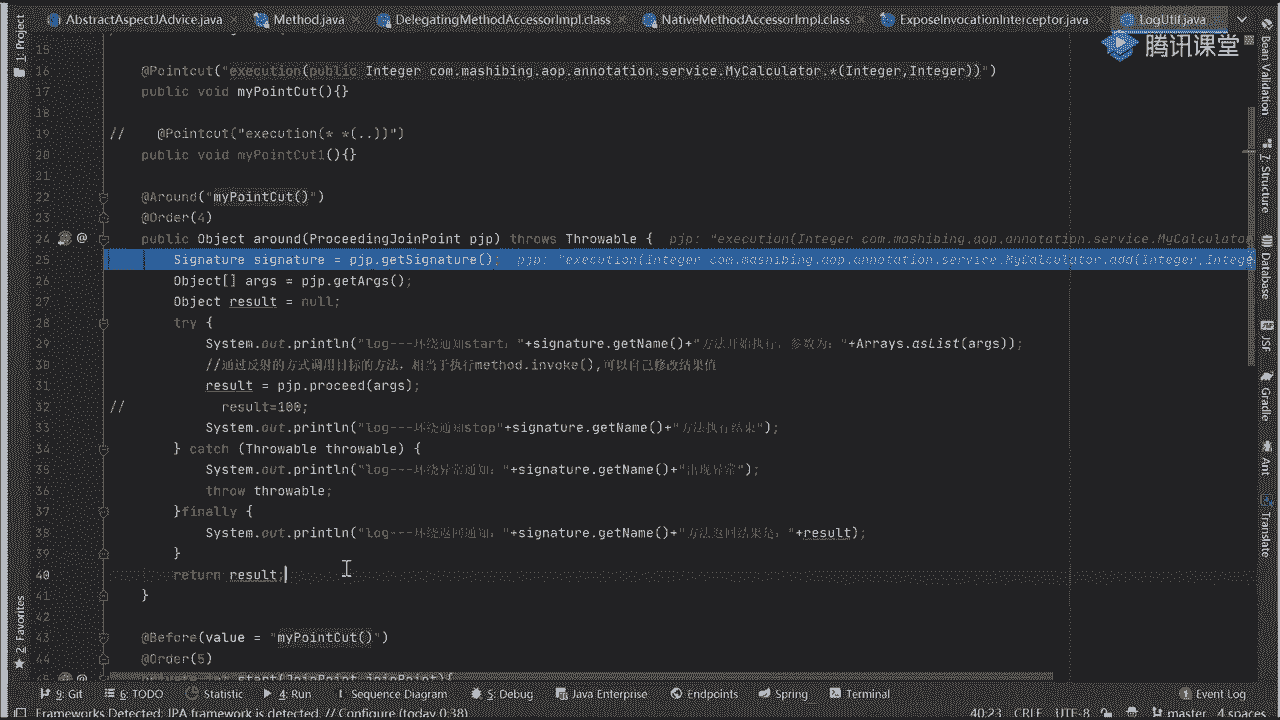 AbstractAspectJAdvice.java
Method.java
DelegatingMethodAccessorImpl.class
NativeMethodAccessorImpl.class
ExposeInvocationInterceptor.java
LogUtil.java
腾讯课堂
1: Project
15
16 @Pointcut("execution(public Integer com.mashibing.aop.annotation.service.MyCalculator.*(Integer,Integer))")
17 public void myPointCut(){}
18
19 // @Pointcut("execution(* *(..))")
20 public void myPointCut1(){}
21
22 @Around("myPointCut()")
23 @Order(4)
24 public Object around(ProceedingJoinPoint pjp) throws Throwable { pjp: "execution(Integer com.mashibing.aop.annotation.service.MyCalculator
25 Signature signature = pjp.getSignature(); pjp: "execution(Integer com.mashibing.aop.annotation.service.MyCalculator.add(Integer,Intege
26 Object[] args = pjp.getArgs();
27 Object result = null;
28 try {
29 System.out.println("log---环绕通知start："+signature.getName()+"方法开始执行，参数为："+Arrays.asList(args));
30 //通过反射的方式调用目标的方法，相当于执行method.invoke(),可以自己修改结果值
31 result = pjp.proceed(args);
32 // result=100;
33 System.out.println("log---环绕通知stop"+signature.getName()+"方法执行结束");
34 } catch (Throwable throwable) {
35 System.out.println("log---环绕异常通知："+signature.getName()+"出现异常");
36 throw throwable;
37 }finally {
38 System.out.println("log---环绕返回通知："+signature.getName()+"方法返回结果是："+result);
39 }
40 return result;
41 }
42
43 @Before(value = "myPointCut()")
44 @Order(5)
45 private int start(JoinPoint joinPoint){
2: Favorites
Bean Validation
7: Structure
Database
JSF
Gradle
Ant
Translate
9: Git
6: TODO
Statistic
4: Run
Sequence Diagram
5: Debug
Java Enterprise
Endpoints
Spring
Terminal
1 Event Log
Frameworks Detected: JPA framework is detected. // Configure (today 0:38)
40:23 CRLF UTF-8 master 4 spaces